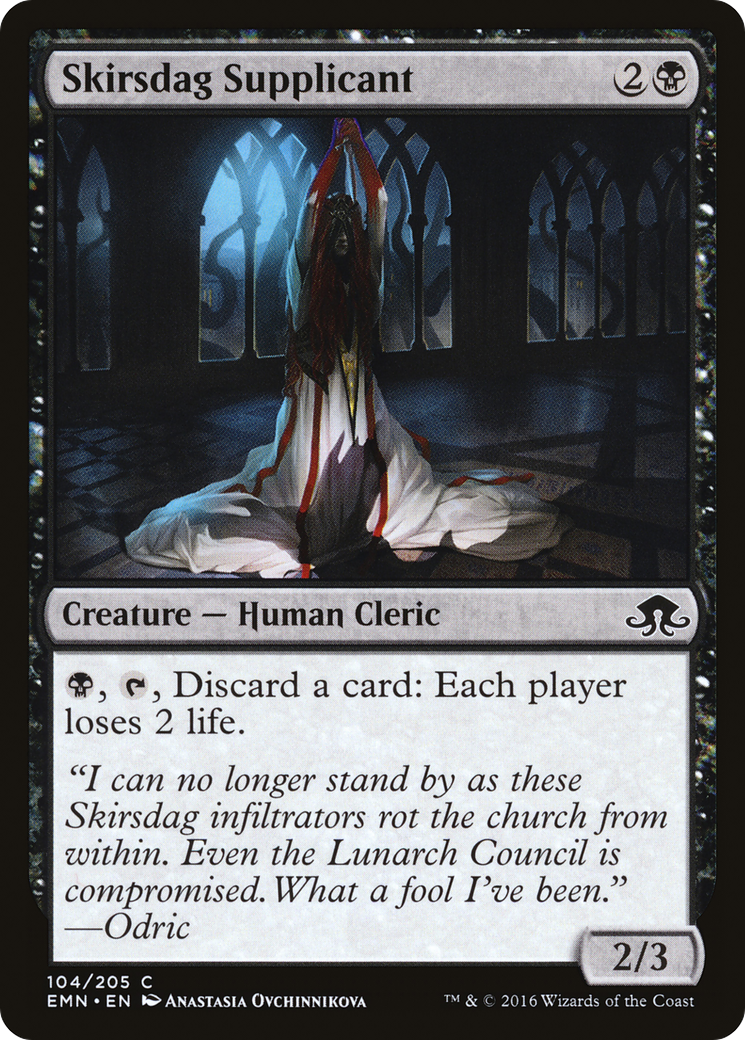 Skirsdag Supplicant 2
Creature — Human Cleric
, , Discard a card: Each player
loses 2 life.
“I can no longer stand by as these
Skirsdag infiltrators rot the church from
within. Even the Lunarch Council is
compromised. What a fool I’ve been.”
—Odric
2/3
104/205 C
EMN • EN Anastasia Ovchinnikova
™ & © 2016 Wizards of the Coast